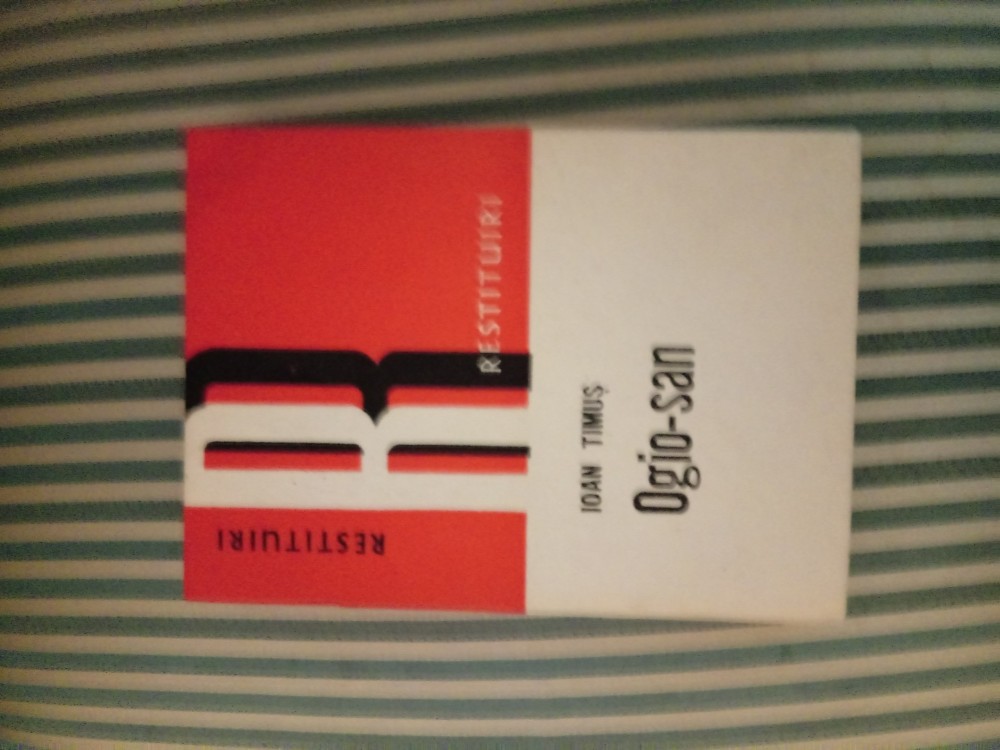 R
RESTITUIRI
RESTITUIRI
IOAN TIMUȘ
Ogio-san